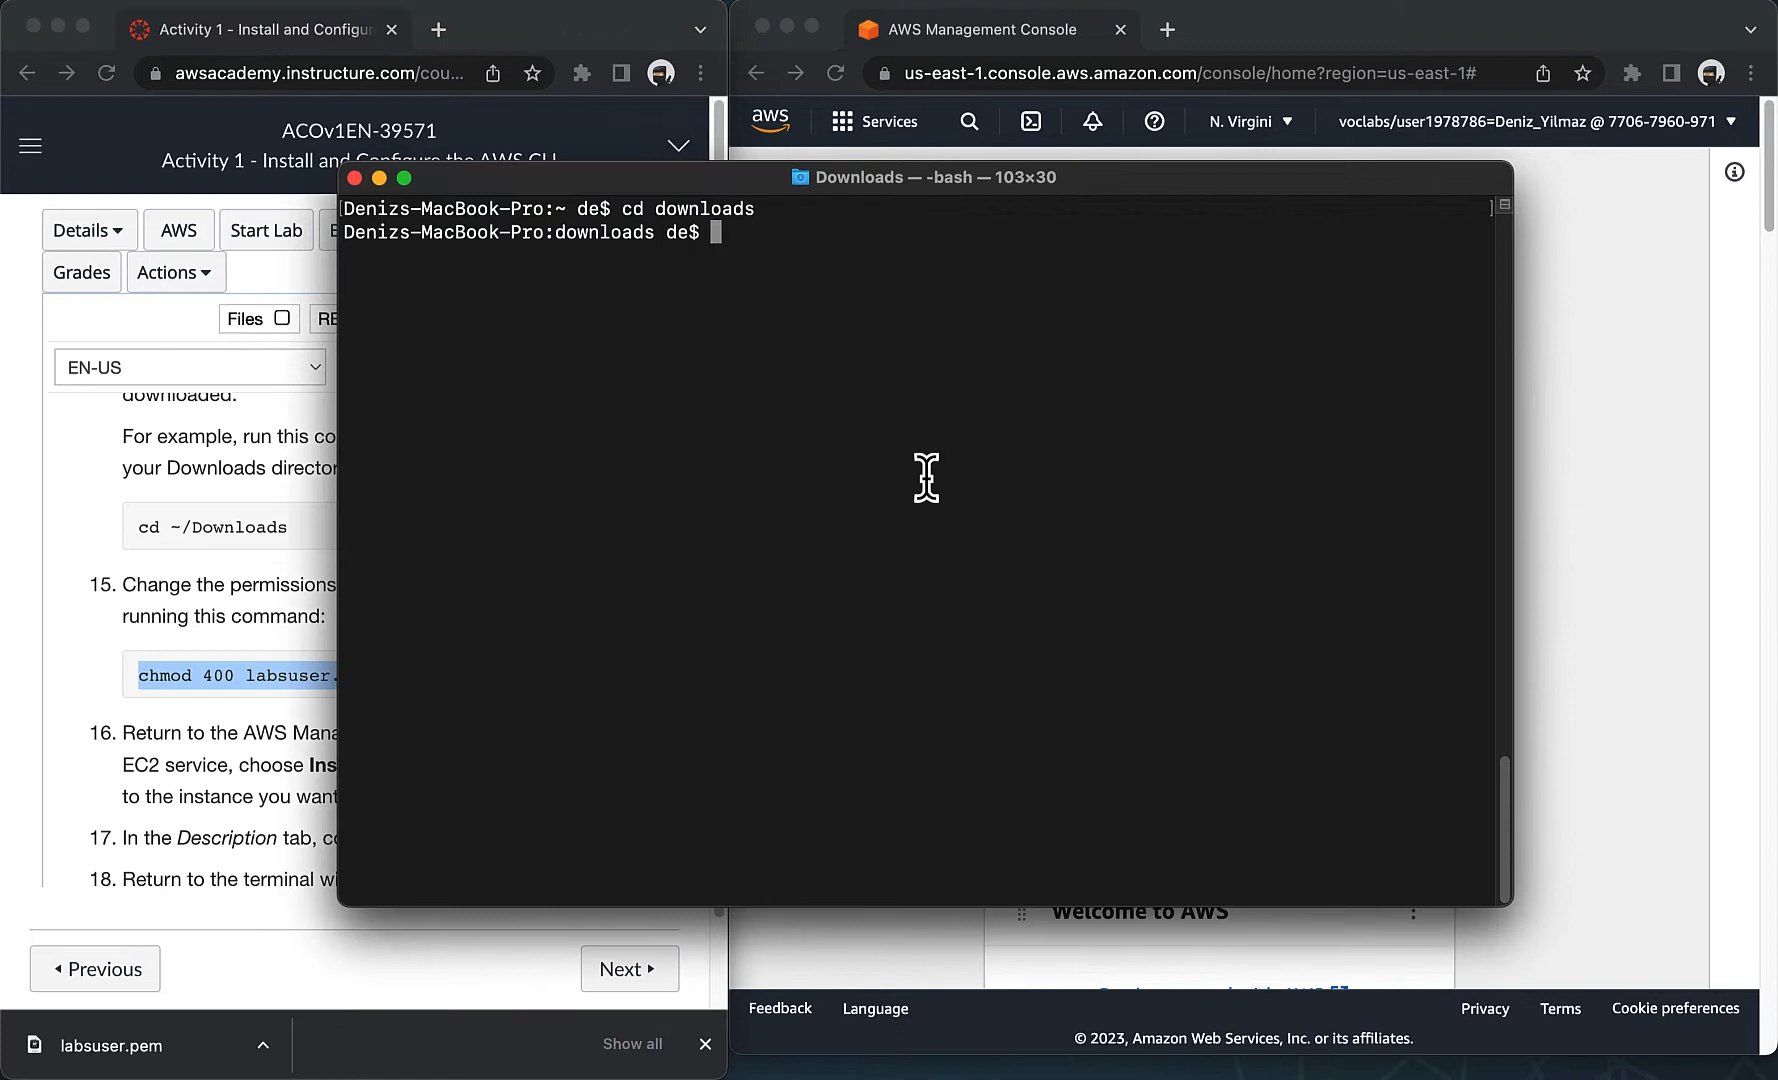 Activity 1 - Install and Configur
awsacademy.instructure.com/cou...
ACOv1EN-39571
Activity 1 - Install and Configure the AWS CLI
Details
AWS
Start Lab
Grades
Actions
Files
EN-US
downloaded.
For example, run this co
your Downloads director
cd ~/Downloads
15. Change the permissions
running this command:
chmod 400 labsuser.
16. Return to the AWS Mana
EC2 service, choose Ins
to the instance you want
17. In the Description tab, co
18. Return to the terminal wi
Previous
Next
labsuser.pem
Show all
AWS Management Console
us-east-1.console.aws.amazon.com/console/home?region=us-east-1#
aws
Services
N. Virgini
voclabs/user1978786=Deniz_Yilmaz @ 7706-7960-971
Downloads — -bash — 103×30
Denizs-MacBook-Pro:~ de$ cd downloads
Denizs-MacBook-Pro:downloads de$
Welcome to AWS
Feedback
Language
Privacy
Terms
Cookie preferences
© 2023, Amazon Web Services, Inc. or its affiliates.